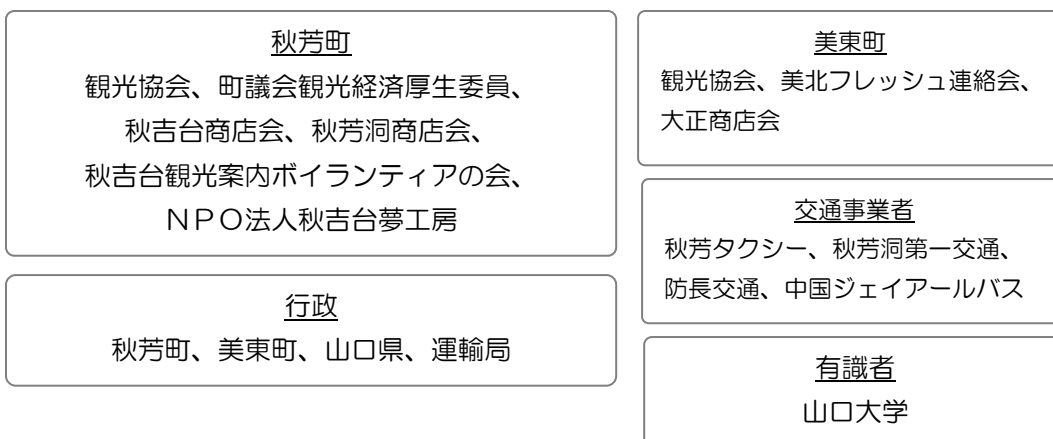 秋芳町
観光協会、町議会観光経済厚生委員、
秋吉台商店会、秋芳洞商店会、
秋吉台観光案内ボイランティアの会、
ＮＰＯ法人秋吉台夢工房
行政
秋芳町、美東町、山口県、運輸局
美東町
観光協会、美北フレッシュ連絡会、
大正商店会
交通事業者
秋芳タクシー、秋芳洞第一交通、
防長交通、中国ジェイアールバス
有識者
山口大学